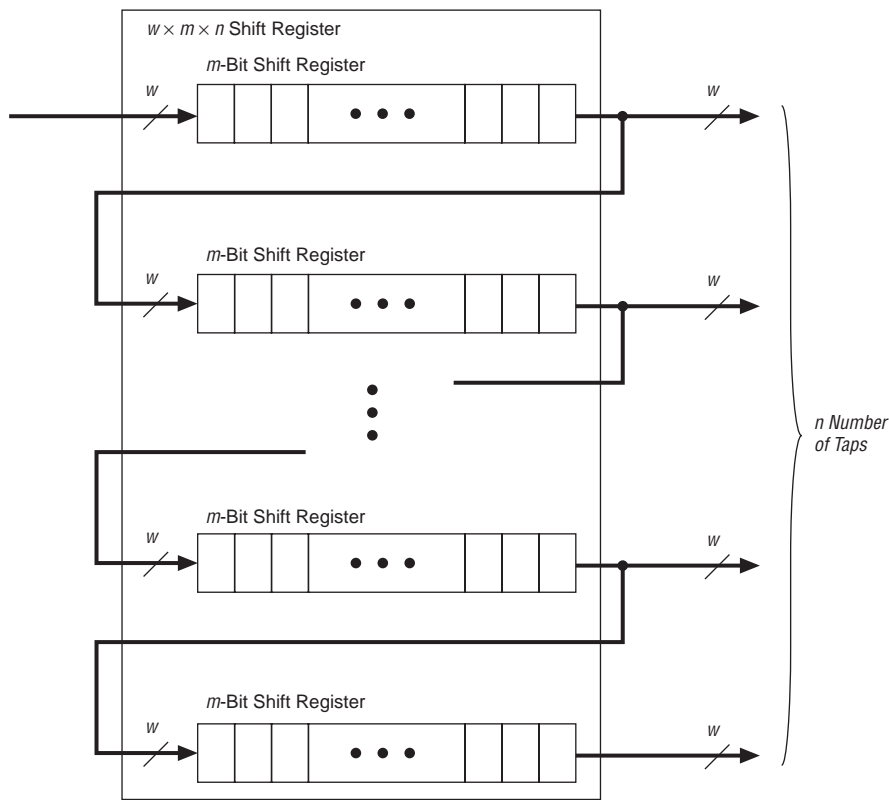 w × m × n Shift Register
m-Bit Shift Register
w
w
m-Bit Shift Register
w
w
n Number
of Taps
m-Bit Shift Register
w
w
m-Bit Shift Register
w
w